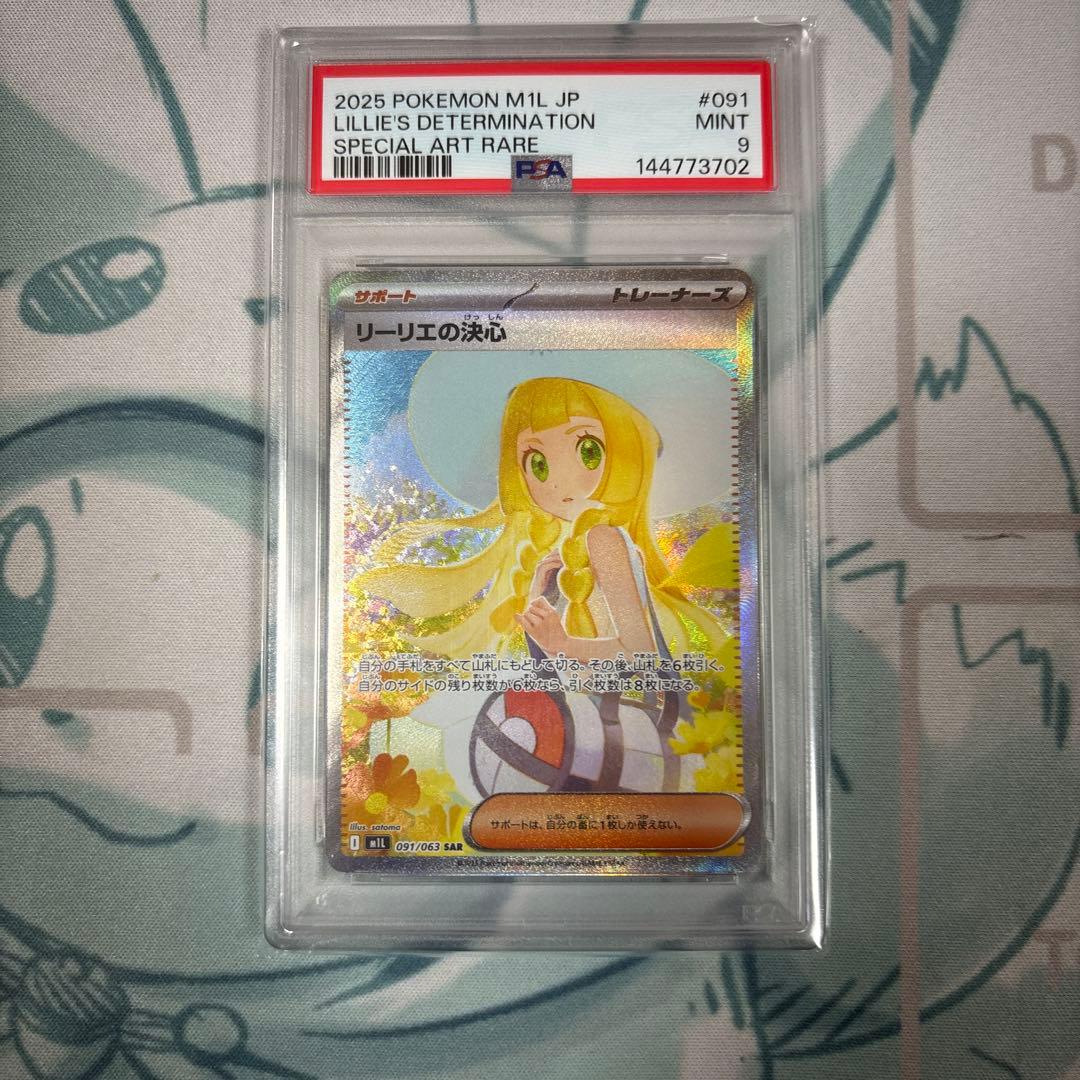 2025 POKEMON M1L JP #091
LILLIE'S DETERMINATION MINT
SPECIAL ART RARE 9
PSA 144773702
サポート トレーナーズ
リーリエの決心
けっしん
自分の手札をすべて山札にもどして切る。その後、山札を6枚引く。
自分のサイドの残り枚数が6枚なら、引く枚数は8枚になる。
サポートは、自分の番に1枚しか使えない。
illus. satoma
I M1L 091/063 SAR
D
T